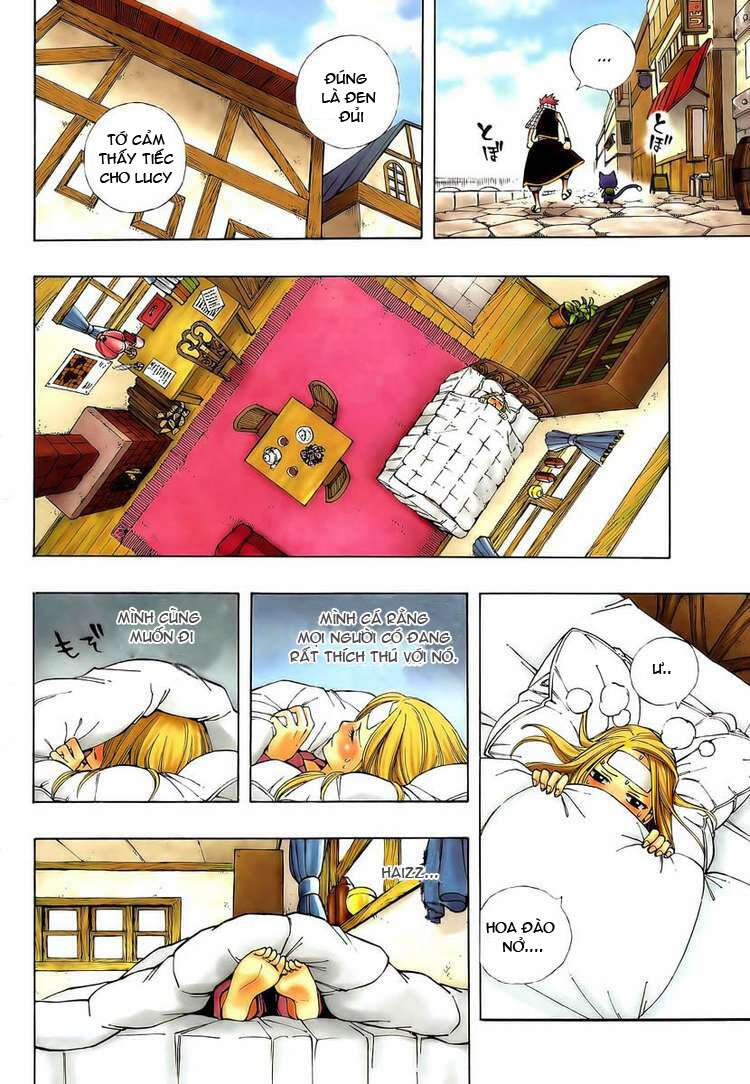 ĐÚNG
LÀ ĐEN
ĐỦI
TỚ CẢM
THẤY TIẾC
CHO LUCY
...
とぼ
とぼ
MÌNH CŨNG
MUỐN ĐI
もぞ
MÌNH CÁ RẰNG
MỌI NGƯỜI CÓ ĐANG
RẤT THÍCH THÚ VỚI NÓ.
Ư..
HOA ĐÀO
NỞ....
HAIZZ...